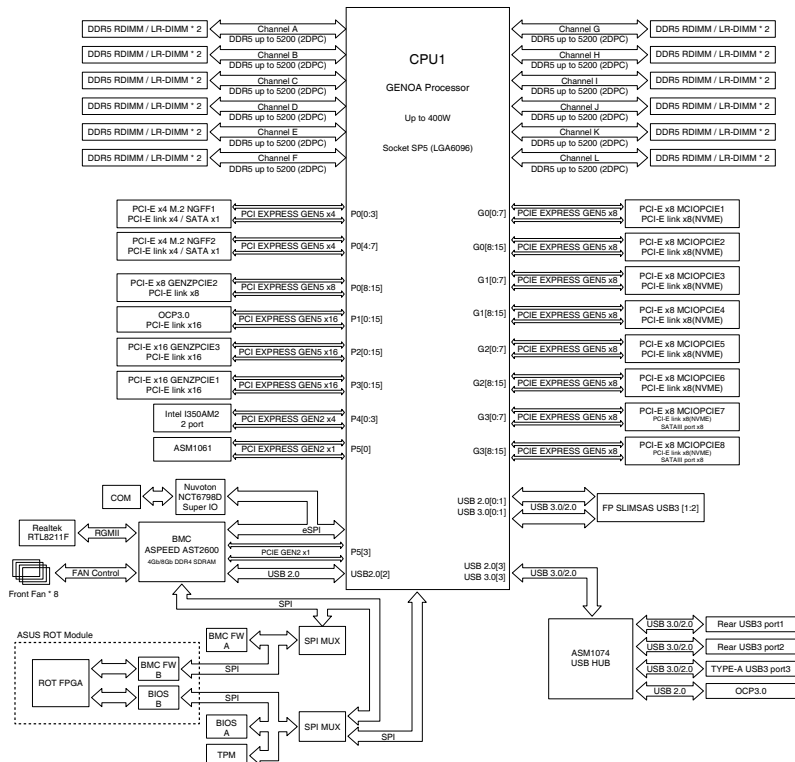 DDR5 RDIMM / LR-DIMM * 2
Channel A
DDR5 up to 5200 (2DPC)
DDR5 RDIMM / LR-DIMM * 2
Channel B
DDR5 up to 5200 (2DPC)
DDR5 RDIMM / LR-DIMM * 2
Channel C
DDR5 up to 5200 (2DPC)
DDR5 RDIMM / LR-DIMM * 2
Channel D
DDR5 up to 5200 (2DPC)
DDR5 RDIMM / LR-DIMM * 2
Channel E
DDR5 up to 5200 (2DPC)
DDR5 RDIMM / LR-DIMM * 2
Channel F
DDR5 up to 5200 (2DPC)
CPU1
GENOA Processor
Up to 400W
Socket SP5 (LGA6096)
Channel G
DDR5 up to 5200 (2DPC)
DDR5 RDIMM / LR-DIMM * 2
Channel H
DDR5 up to 5200 (2DPC)
DDR5 RDIMM / LR-DIMM * 2
Channel I
DDR5 up to 5200 (2DPC)
DDR5 RDIMM / LR-DIMM * 2
Channel J
DDR5 up to 5200 (2DPC)
DDR5 RDIMM / LR-DIMM * 2
Channel K
DDR5 up to 5200 (2DPC)
DDR5 RDIMM / LR-DIMM * 2
Channel L
DDR5 up to 5200 (2DPC)
DDR5 RDIMM / LR-DIMM * 2
PCI-E x4 M.2 NGFF1
PCI-E link x4 / SATA x1
PCI EXPRESS GEN5 x4
P0[0:3]
PCI-E x4 M.2 NGFF2
PCI-E link x4 / SATA x1
PCI EXPRESS GEN5 x4
P0[4:7]
PCI-E x8 GENZPCIE2
PCI-E link x8
PCI EXPRESS GEN5 x8
P0[8:15]
OCP3.0
PCI-E link x16
PCI EXPRESS GEN5 x16
P1[0:15]
PCI-E x16 GENZPCIE3
PCI-E link x16
PCI EXPRESS GEN5 x16
P2[0:15]
PCI-E x16 GENZPCIE1
PCI-E link x16
PCI EXPRESS GEN5 x16
P3[0:15]
Intel I350AM2
2 port
PCI EXPRESS GEN2 x4
P4[0:3]
ASM1061
PCI EXPRESS GEN2 x1
P5[0]
G0[0:7]
PCIE EXPRESS GEN5 x8
PCI-E x8 MCIOPCIE1
PCI-E link x8(NVME)
G0[8:15]
PCIE EXPRESS GEN5 x8
PCI-E x8 MCIOPCIE2
PCI-E link x8(NVME)
G1[0:7]
PCIE EXPRESS GEN5 x8
PCI-E x8 MCIOPCIE3
PCI-E link x8(NVME)
G1[8:15]
PCIE EXPRESS GEN5 x8
PCI-E x8 MCIOPCIE4
PCI-E link x8(NVME)
G2[0:7]
PCIE EXPRESS GEN5 x8
PCI-E x8 MCIOPCIE5
PCI-E link x8(NVME)
G2[8:15]
PCIE EXPRESS GEN5 x8
PCI-E x8 MCIOPCIE6
PCI-E link x8(NVME)
G3[0:7]
PCIE EXPRESS GEN5 x8
PCI-E x8 MCIOPCIE7
PCI-E link x8(NVME)
SATAIII port x8
G3[8:15]
PCIE EXPRESS GEN5 x8
PCI-E x8 MCIOPCIE8
PCI-E link x8(NVME)
SATAIII port x8
COM
Nuvoton
NCT6798D
Super IO
eSPI
Realtek
RTL8211F
RGMII
BMC
ASPEED AST2600
4Gb/8Gb DDR4 SDRAM
PCIE GEN2 x1
P5[3]
Front Fan * 8
FAN Control
USB 2.0
USB2.0[2]
USB 2.0[0:1]
USB 3.0[0:1]
USB 3.0/2.0
FP SLIMSAS USB3 [1:2]
USB 2.0[3]
USB 3.0[3]
USB 3.0/2.0
SPI
ASUS ROT Module
BMC FW
A
SPI MUX
SPI
ROT FPGA
BMC FW
B
BIOS
B
SPI
BIOS
A
SPI MUX
SPI
TPM
ASM1074
USB HUB
USB 3.0/2.0
Rear USB3 port1
USB 3.0/2.0
Rear USB3 port2
USB 3.0/2.0
TYPE-A USB3 port3
USB 2.0
OCP3.0